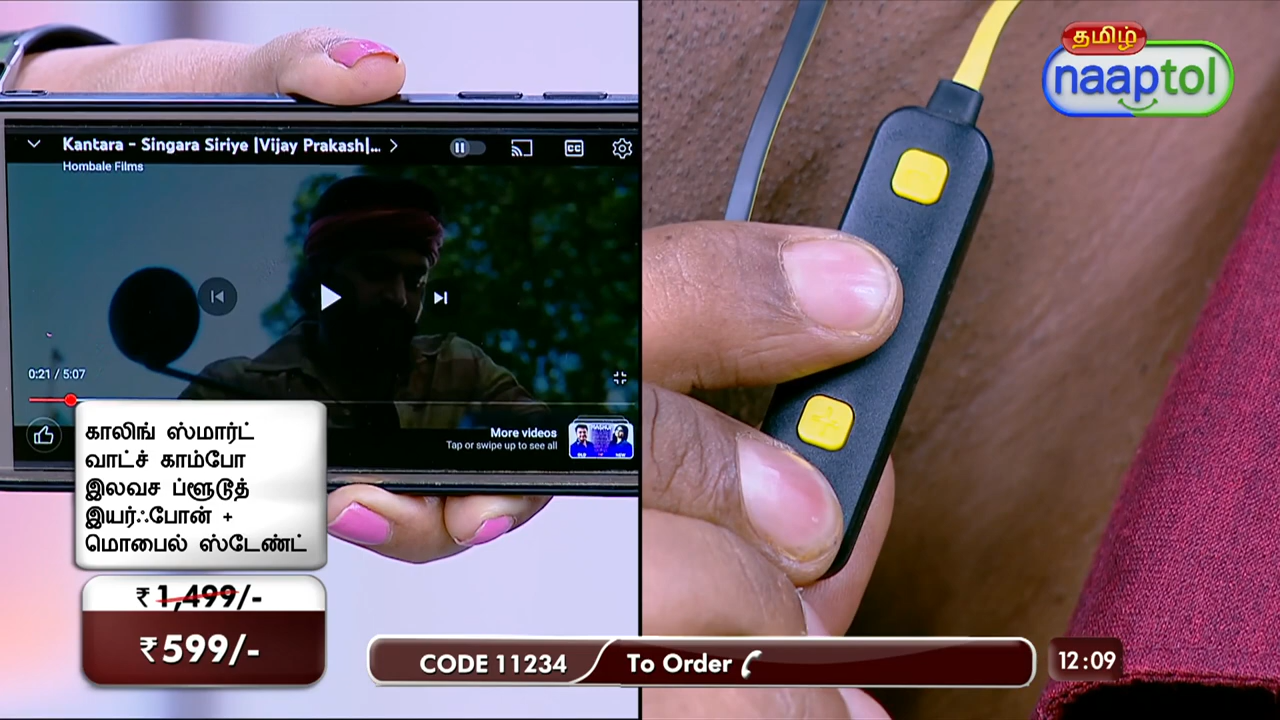 தமிழ்
naaptol
Kantara - Singara Siriye |Vijay Prakash|...
Hombale Films
CC
0:21 / 5:07
More videos
Tap or swipe up to see all
காலிங் ஸ்மார்ட்
வாட்ச் காம்போ
இலவச ப்ளூடூத்
இயர்ஃபோன் +
மொபைல் ஸ்டேண்ட்
₹ 1,499/-
₹ 599/-
CODE 11234
To Order
12:09